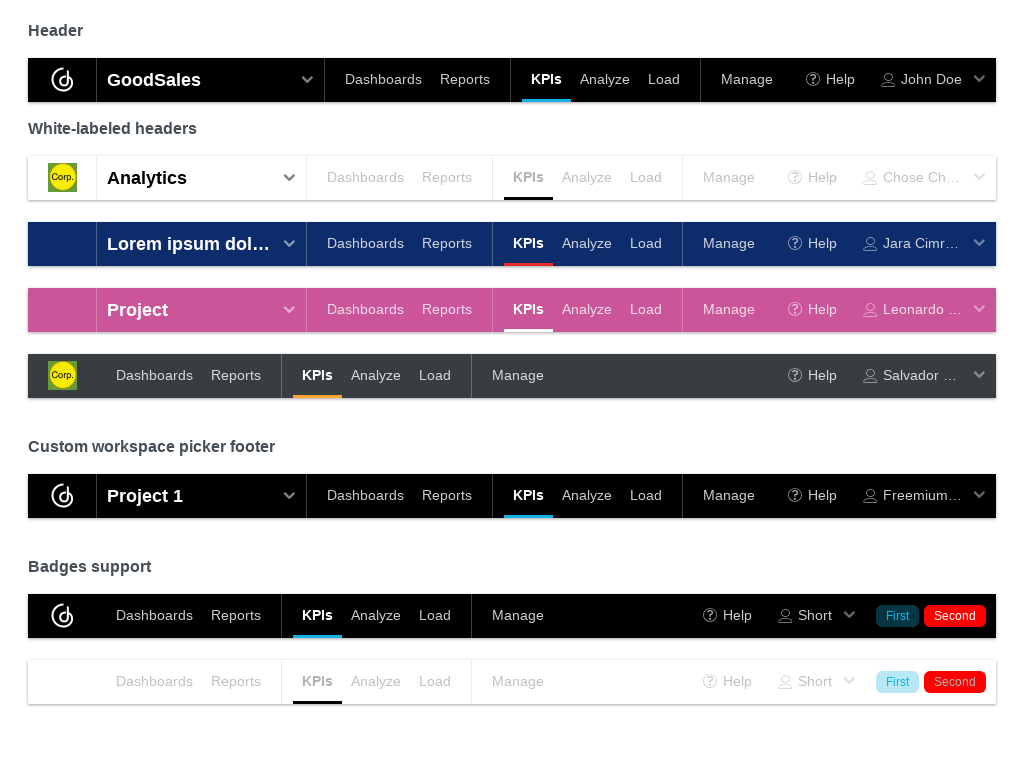 Header
GoodSales Dashboards Reports KPIs Analyze Load Manage Help John Doe
White-labeled headers
Corp. Analytics Dashboards Reports KPIs Analyze Load Manage Help Chose Ch…
Lorem ipsum dol… Dashboards Reports KPIs Analyze Load Manage Help Jara Cimr…
Project Dashboards Reports KPIs Analyze Load Manage Help Leonardo …
Corp. Dashboards Reports KPIs Analyze Load Manage Help Salvador …
Custom workspace picker footer
Project 1 Dashboards Reports KPIs Analyze Load Manage Help Freemium…
Badges support
Dashboards Reports KPIs Analyze Load Manage Help Short First Second
Dashboards Reports KPIs Analyze Load Manage Help Short First Second